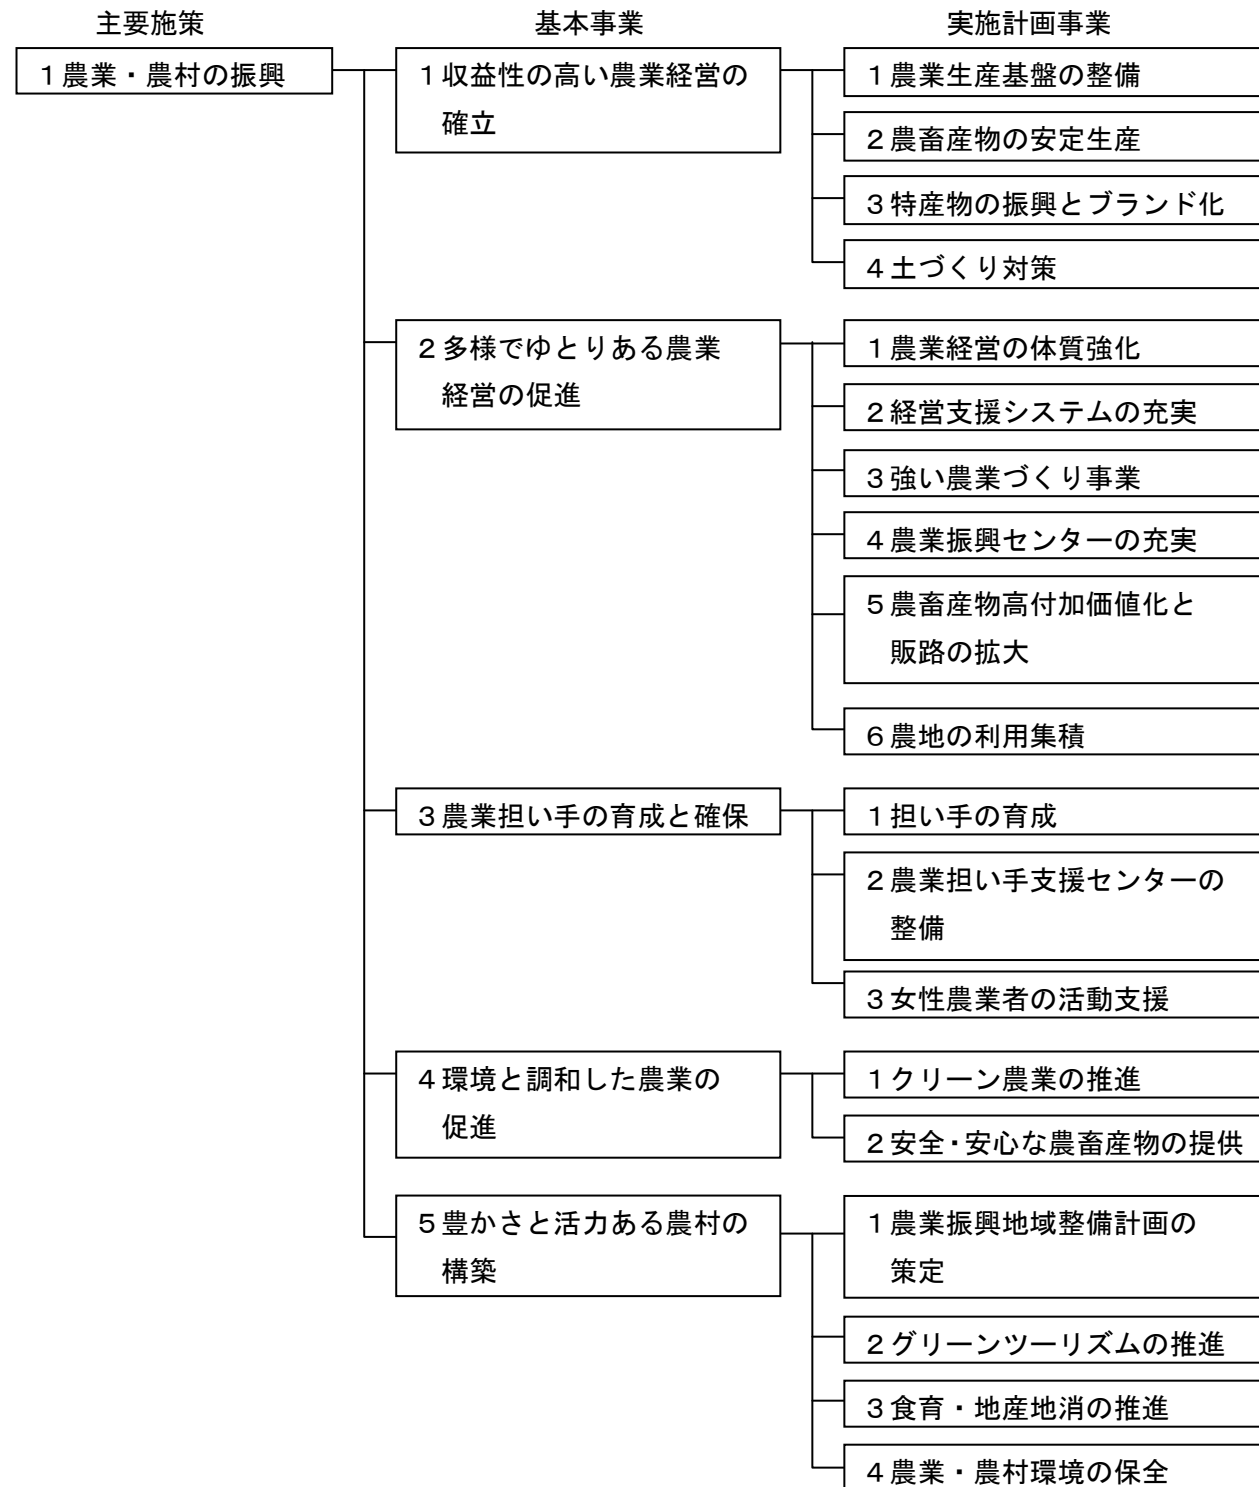 主要施策
基本事業
実施計画事業
１農業・農村の振興
１収益性の高い農業経営の
確立
１農業生産基盤の整備
２農畜産物の安定生産
３特産物の振興とブランド化
４土づくり対策
２多様でゆとりある農業
経営の促進
１農業経営の体質強化
２経営支援システムの充実
３強い農業づくり事業
４農業振興センターの充実
５農畜産物高付加価値化と
販路の拡大
６農地の利用集積
３農業担い手の育成と確保
１担い手の育成
２農業担い手支援センターの
整備
３女性農業者の活動支援
４環境と調和した農業の
促進
１クリーン農業の推進
２安全・安心な農畜産物の提供
５豊かさと活力ある農村の
構築
１農業振興地域整備計画の
策定
２グリーンツーリズムの推進
３食育・地産地消の推進
４農業・農村環境の保全